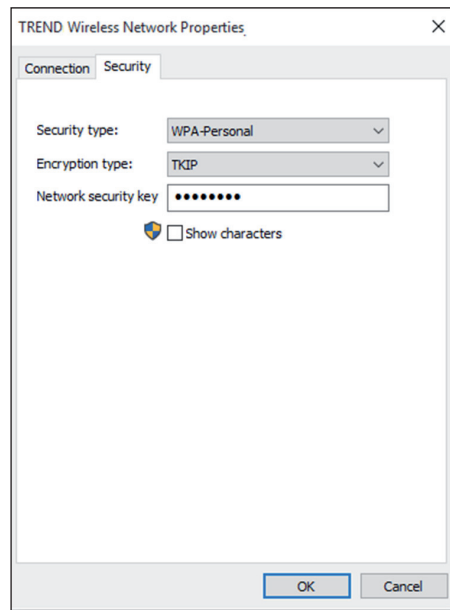 TREND Wireless Network Properties
Connection Security
Security type: WPA-Personal
Encryption type: TKIP
Network security key ●●●●●●●●
Show characters
OK Cancel